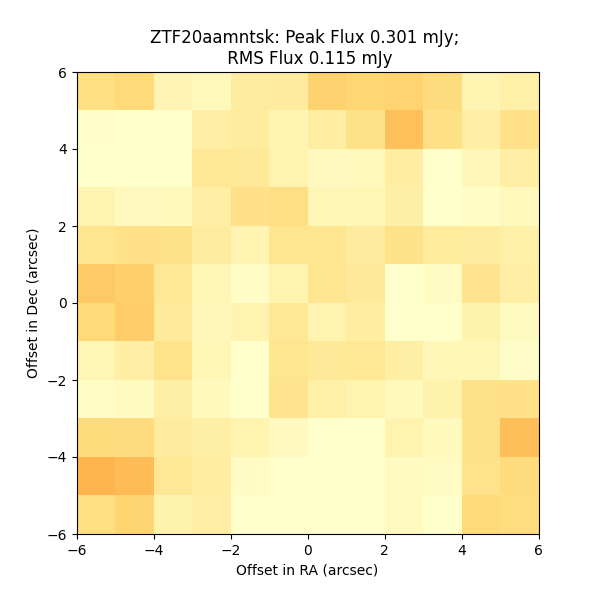 ZTF20aamntsk: Peak Flux 0.301 mJy;
RMS Flux 0.115 mJy
6
4
2
0
−2
−4
−6
Offset in Dec (arcsec)
−6 −4 −2 0 2 4 6
Offset in RA (arcsec)